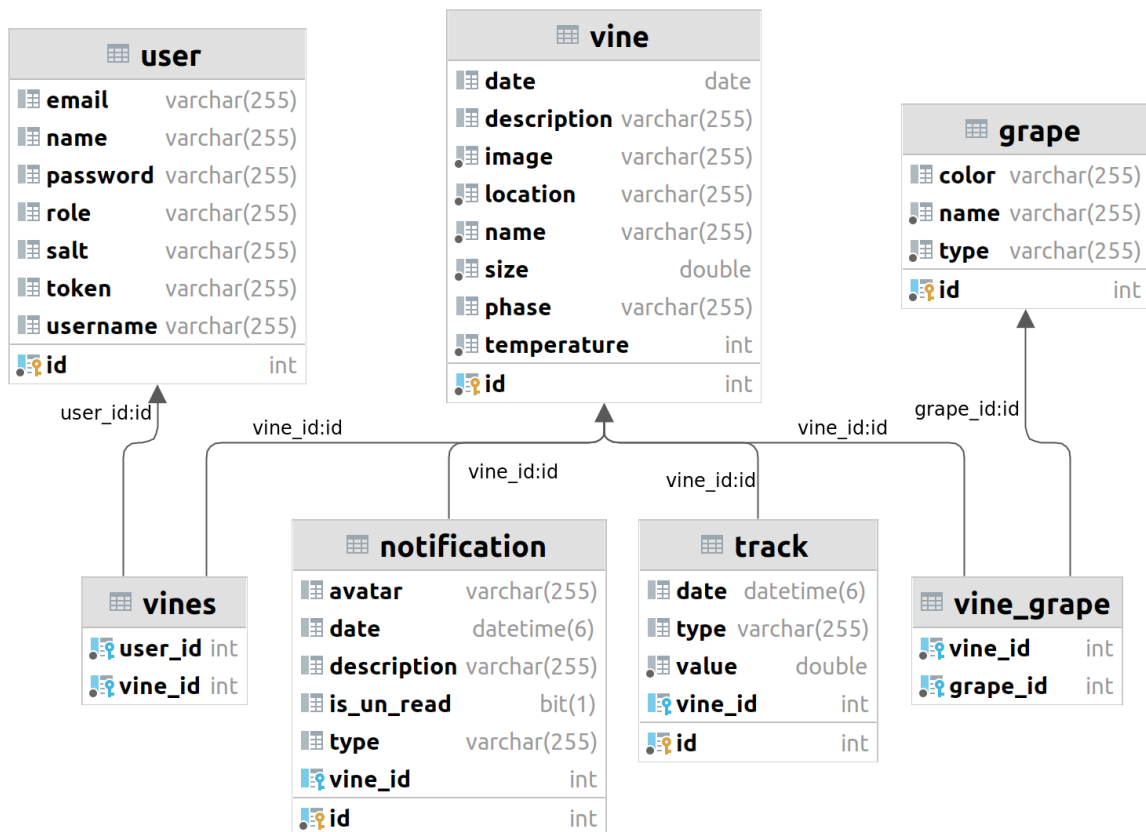 user
email varchar(255)
name varchar(255)
password varchar(255)
role varchar(255)
salt varchar(255)
token varchar(255)
username varchar(255)
id int
vine
date date
description varchar(255)
image varchar(255)
location varchar(255)
name varchar(255)
size double
phase varchar(255)
temperature int
id int
grape
color varchar(255)
name varchar(255)
type varchar(255)
id int
user_id:id
vine_id:id
vine_id:id
vine_id:id
vine_id:id
grape_id:id
vines
user_id int
vine_id int
notification
avatar varchar(255)
date datetime(6)
description varchar(255)
is_un_read bit(1)
type varchar(255)
vine_id int
id int
track
date datetime(6)
type varchar(255)
value double
vine_id int
id int
vine_grape
vine_id int
grape_id int